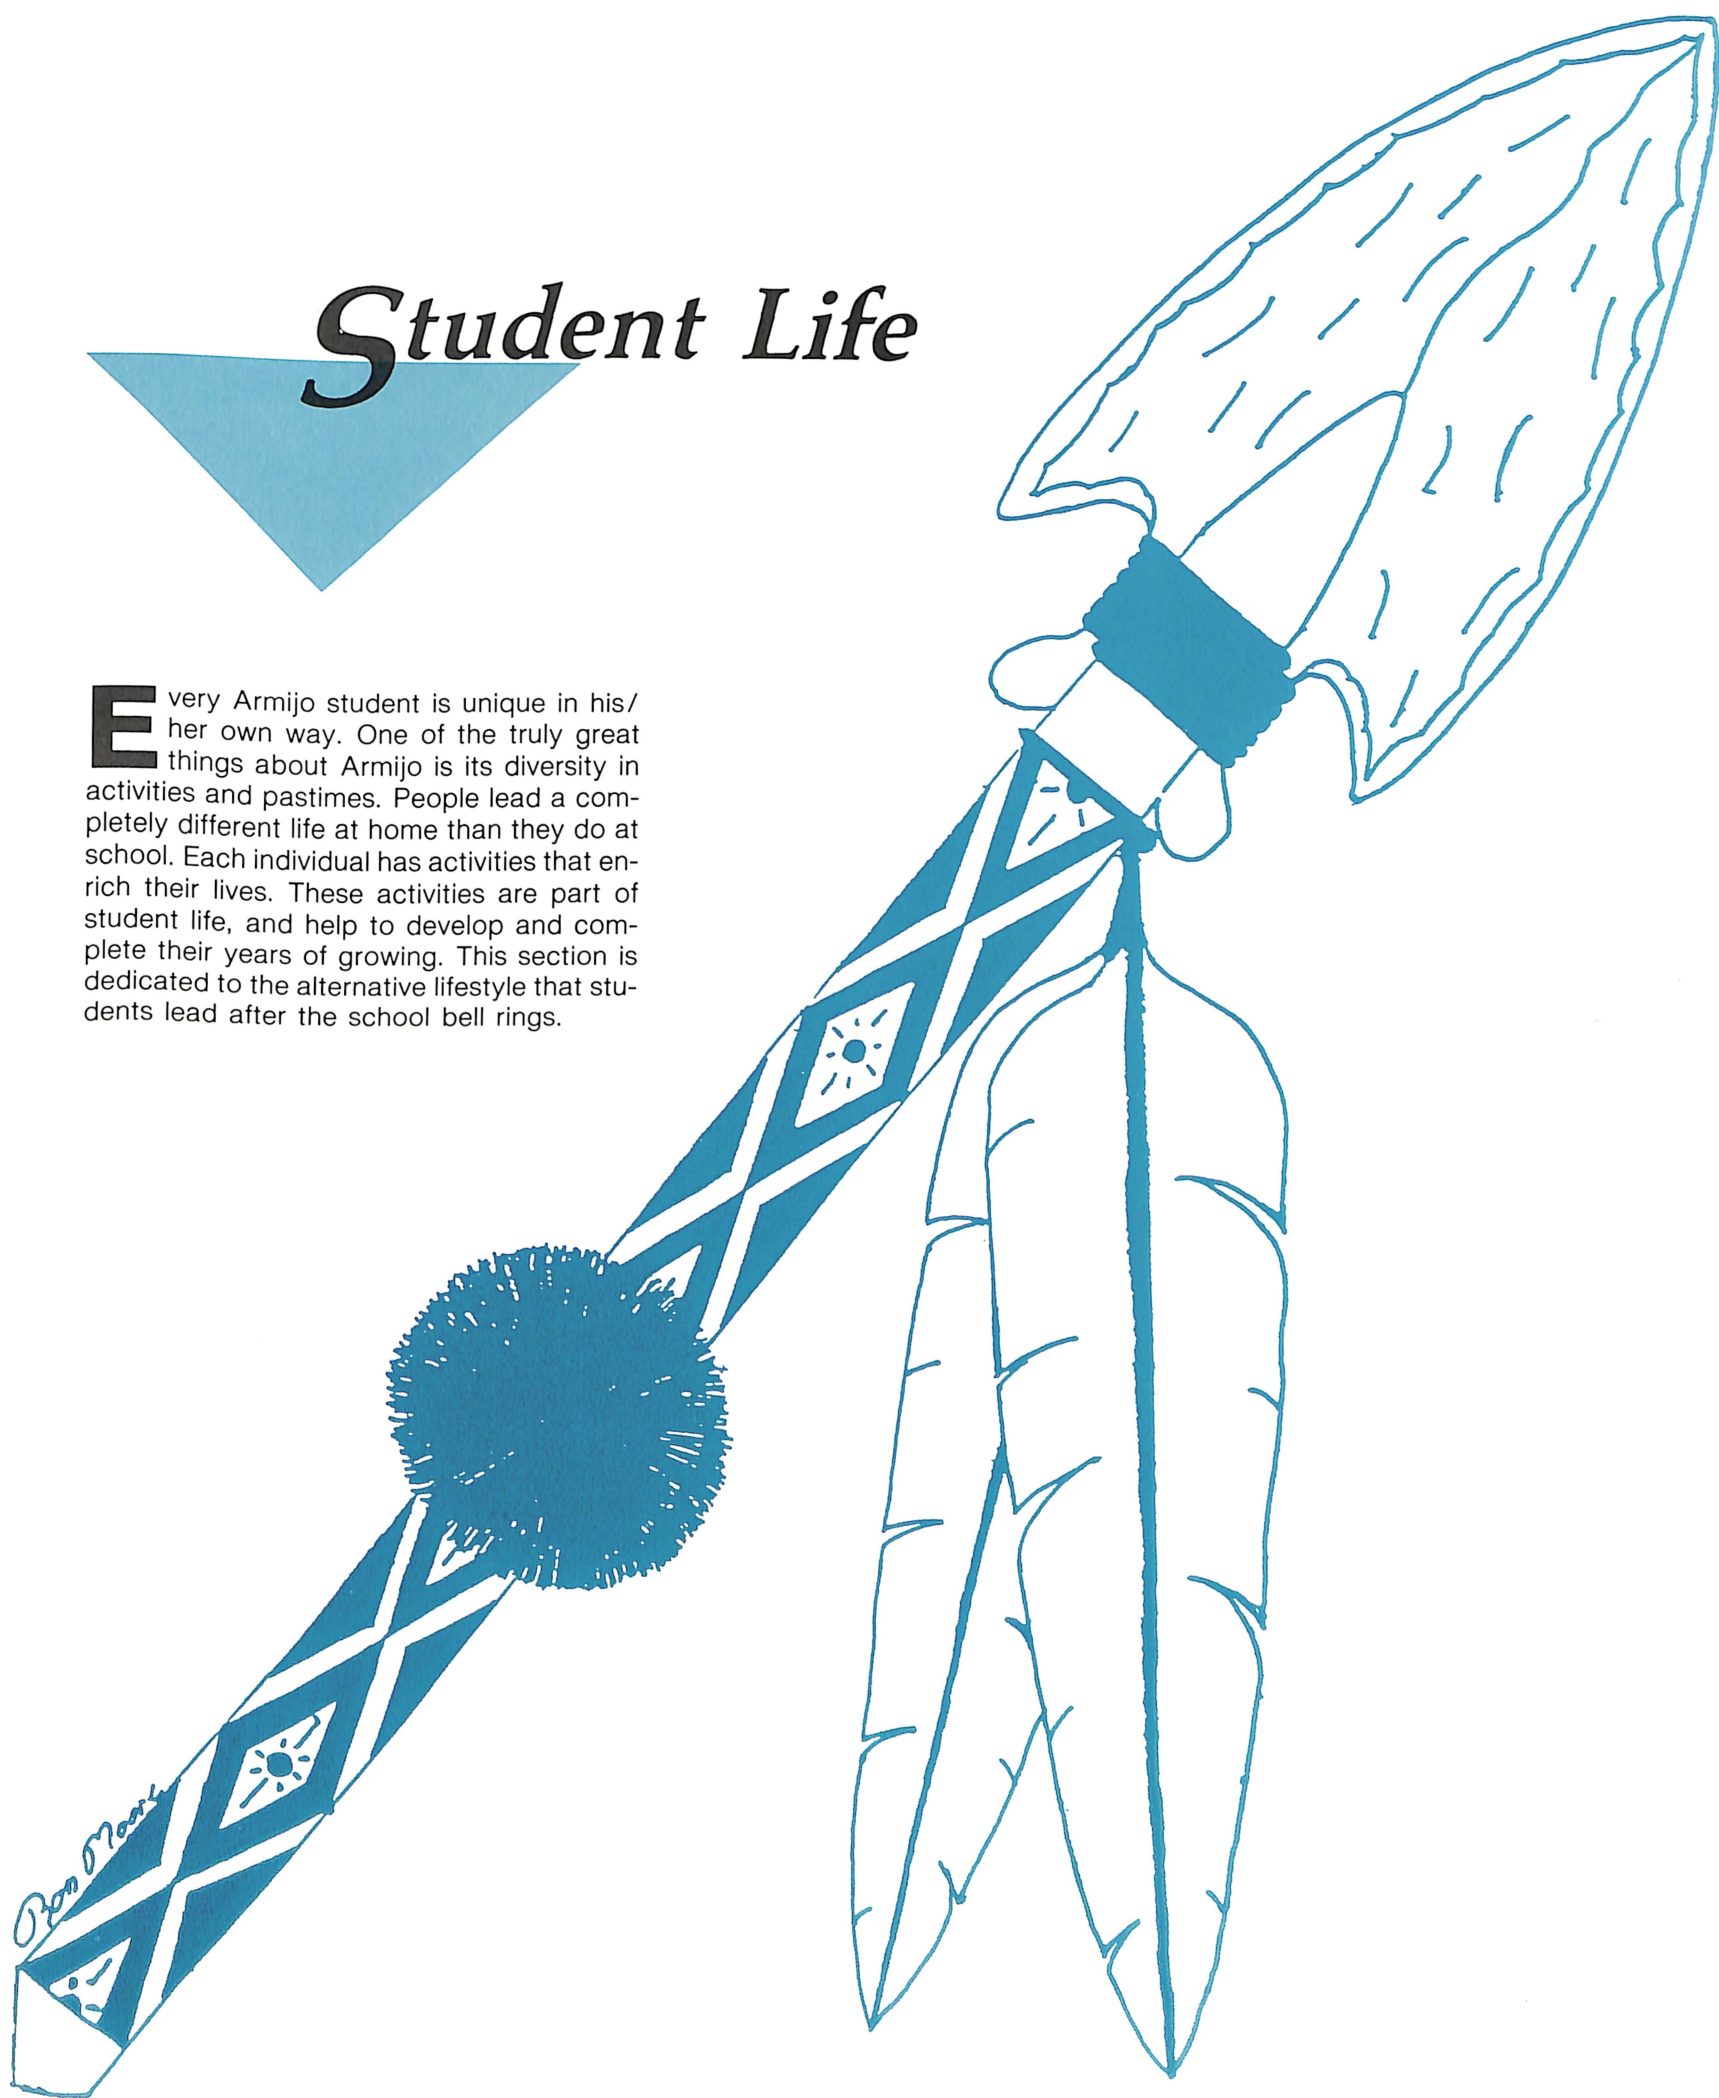 Student Life
Every Armijo student is unique in his/
her own way. One of the truly great
things about Armijo is its diversity in
activities and pastimes. People lead a com-
pletely different life at home than they do at
school. Each individual has activities that en-
rich their lives. These activities are part of
student life, and help to develop and com-
plete their years of growing. This section is
dedicated to the alternative lifestyle that stu-
dents lead after the school bell rings.